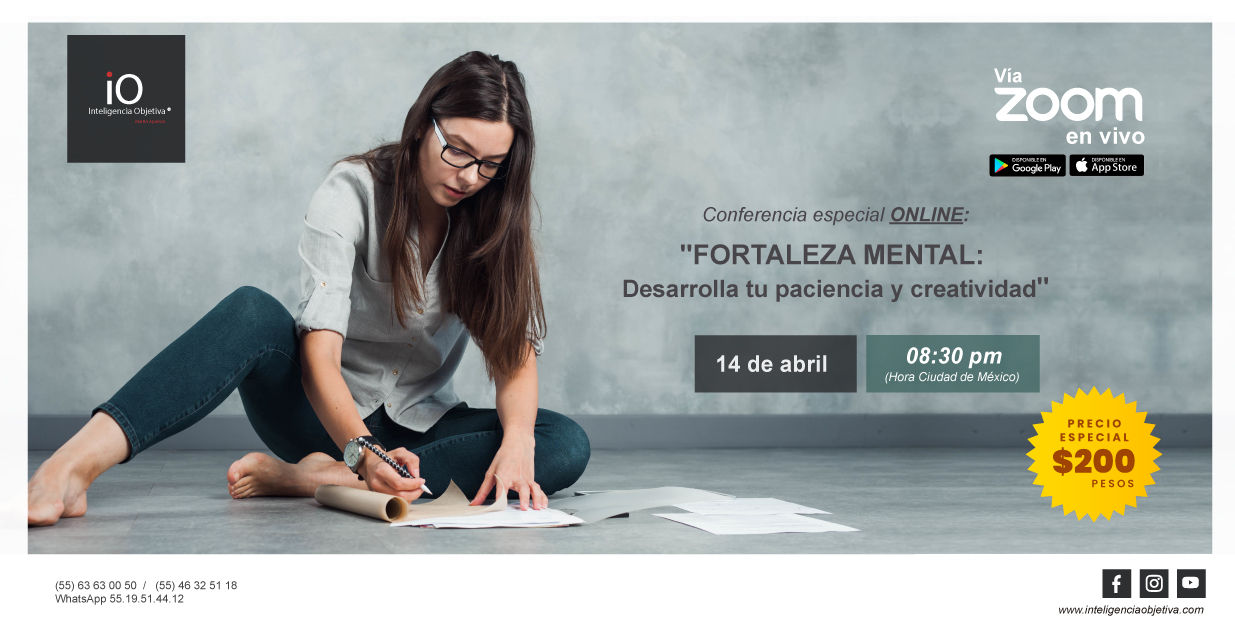 iO
Inteligencia Objetiva
Vía
zoom
en vivo
DISPONIBLE EN
Google Play
DISPONIBLE EN
App Store
Conferencia especial ONLINE:
"FORTALEZA MENTAL:
Desarrolla tu paciencia y creatividad"
14 de abril
08:30 pm
(Hora Ciudad de México)
PRECIO
ESPECIAL
$200
PESOS
(55) 63 63 00 50 / (55) 46 32 51 18
WhatsApp 55.19.51.44.12
www.inteligenciaobjetiva.com